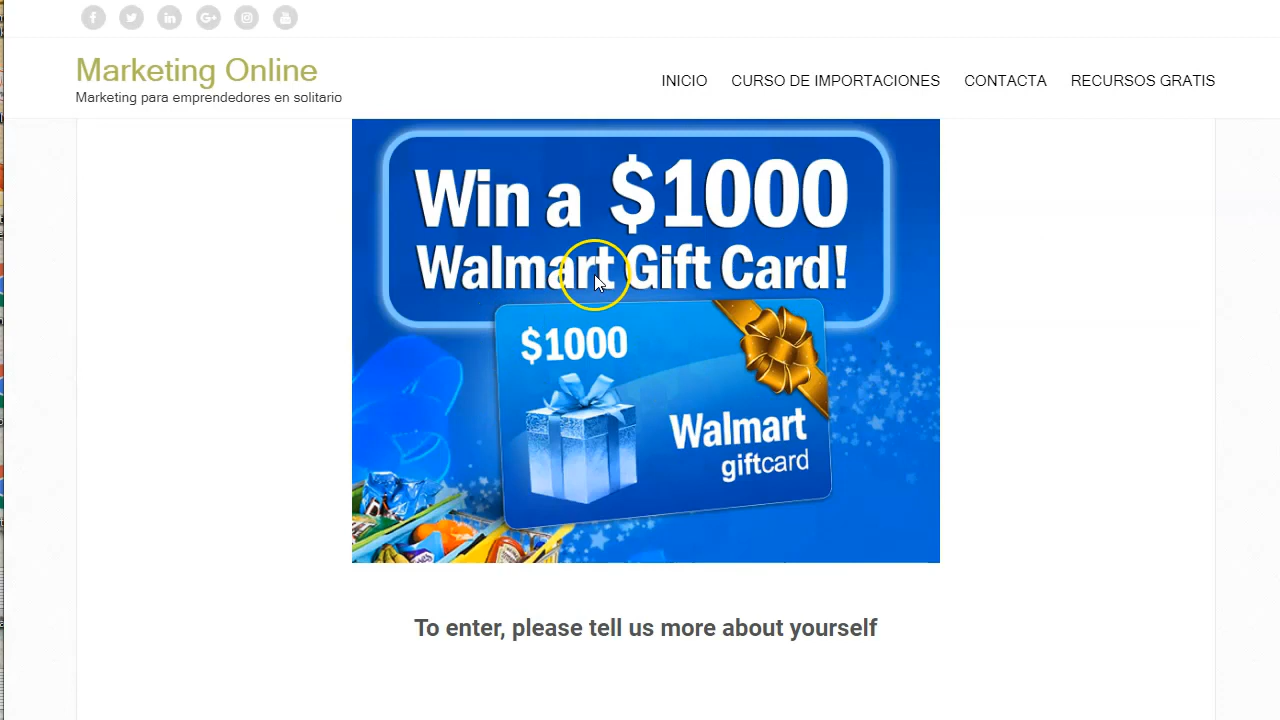 Marketing Online
Marketing para emprendedores en solitario
INICIO CURSO DE IMPORTACIONES CONTACTA RECURSOS GRATIS
Win a $1000
Walmart Gift Card!
$1000
Walmart
giftcard
HEINZ
To enter, please tell us more about yourself